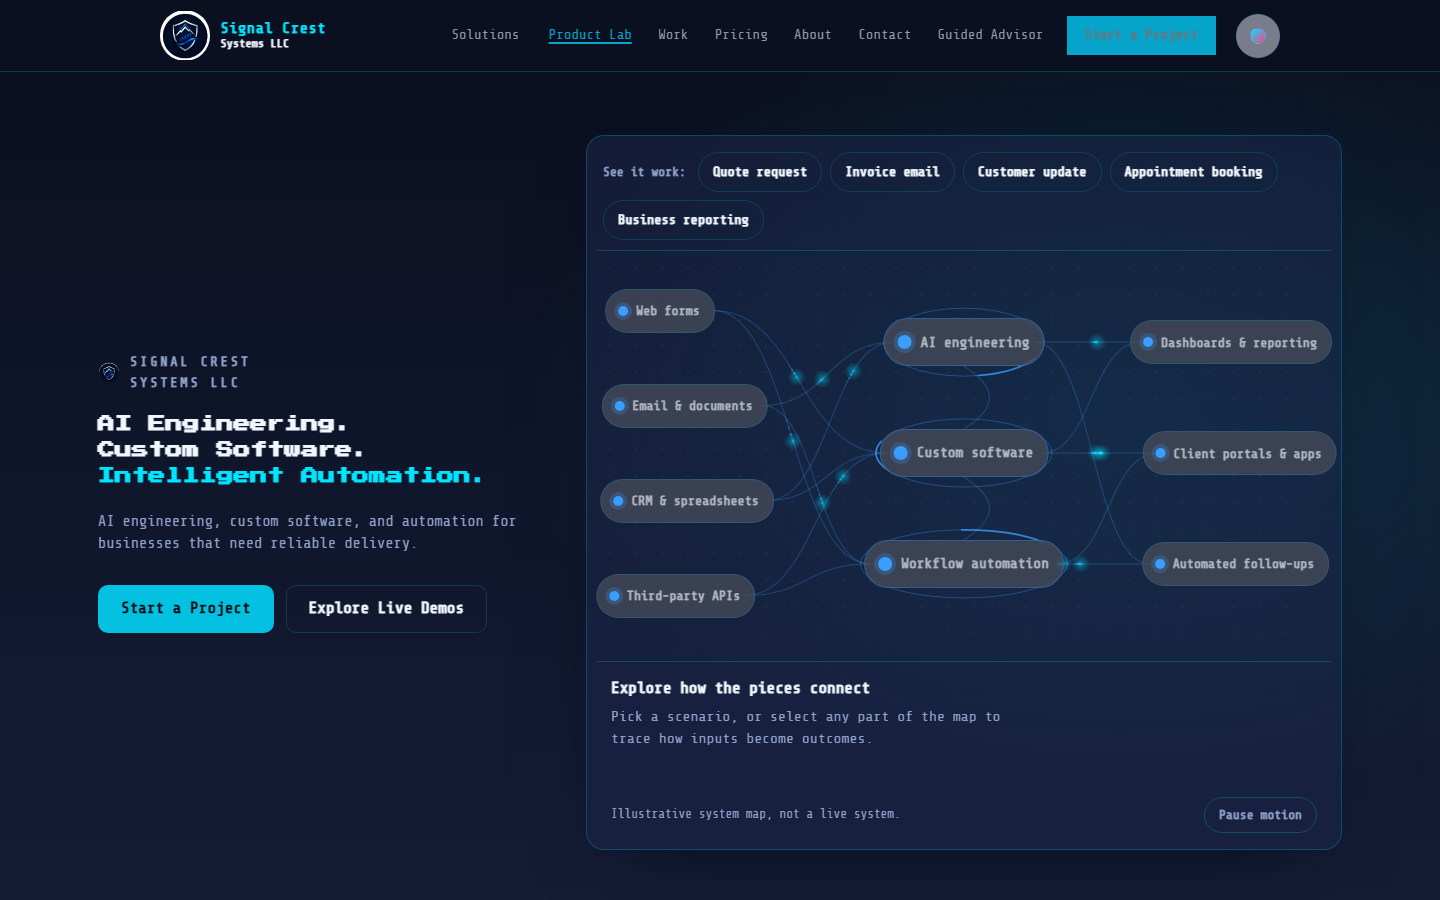 Signal Crest
Systems LLC
Solutions
Product Lab
Work
Pricing
About
Contact
Guided Advisor
Start a Project
SIGNAL CREST
SYSTEMS LLC
AI Engineering.
Custom Software.
Intelligent Automation.
AI engineering, custom software, and automation for
businesses that need reliable delivery.
Start a Project
Explore Live Demos
See it work:
Quote request
Invoice email
Customer update
Appointment booking
Business reporting
Web forms
Email & documents
CRM & spreadsheets
Third-party APIs
AI engineering
Custom software
Workflow automation
Dashboards & reporting
Client portals & apps
Automated follow-ups
Explore how the pieces connect
Pick a scenario, or select any part of the map to
trace how inputs become outcomes.
Illustrative system map, not a live system.
Pause motion